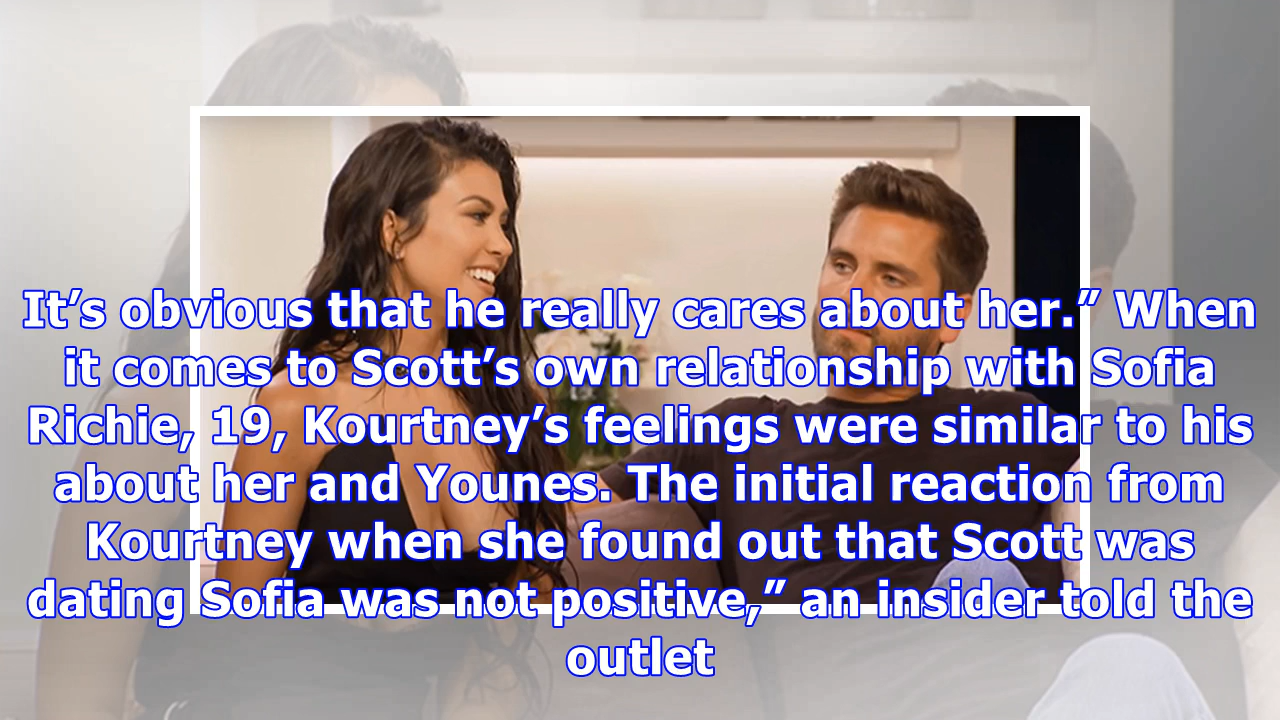 It’s obvious that he really cares about her.” When
it comes to Scott’s own relationship with Sofia
Richie, 19, Kourtney’s feelings were similar to his
about her and Younes. The initial reaction from
Kourtney when she found out that Scott was
dating Sofia was not positive,” an insider told the
outlet